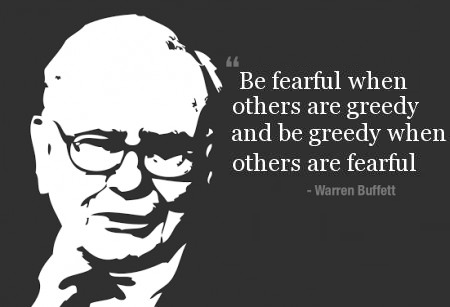 “
Be fearful when
others are greedy
and be greedy when
others are fearful
- Warren Buffett